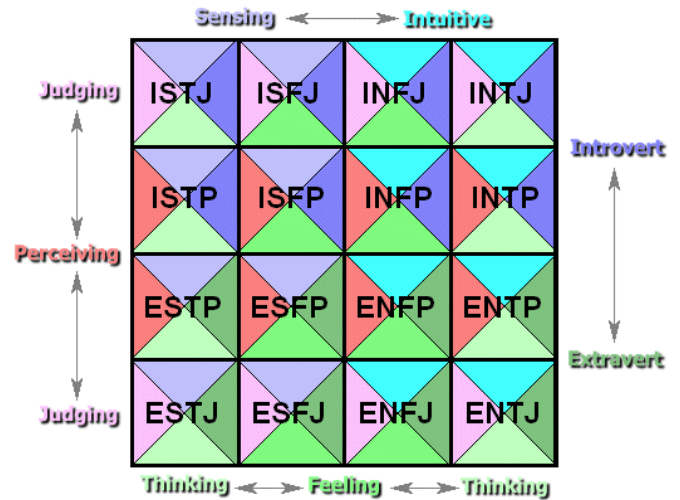 Sensing Intuitive
Judging
ISTJ ISFJ INFJ INTJ
Introvert
ISTP ISFP INFP INTP
Perceiving
ESTP ESFP ENFP ENTP
Extravert
Judging
ESTJ ESFJ ENFJ ENTJ
Thinking Feeling Thinking